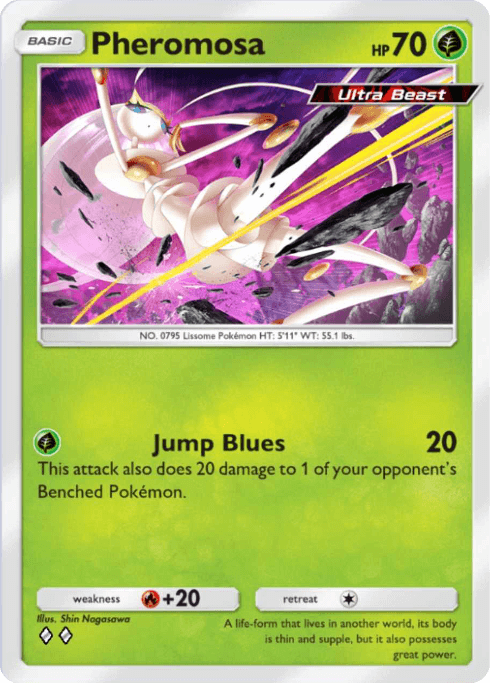 BASIC Pheromosa HP 70
Ultra Beast
NO. 0795 Lissome Pokémon HT: 5'11" WT: 55.1 lbs.
Jump Blues 20
This attack also does 20 damage to 1 of your opponent's
Benched Pokémon.
weakness +20 retreat
Illus. Shin Nagasawa
A life-form that lives in another world, its body
is thin and supple, but it also possesses
great power.